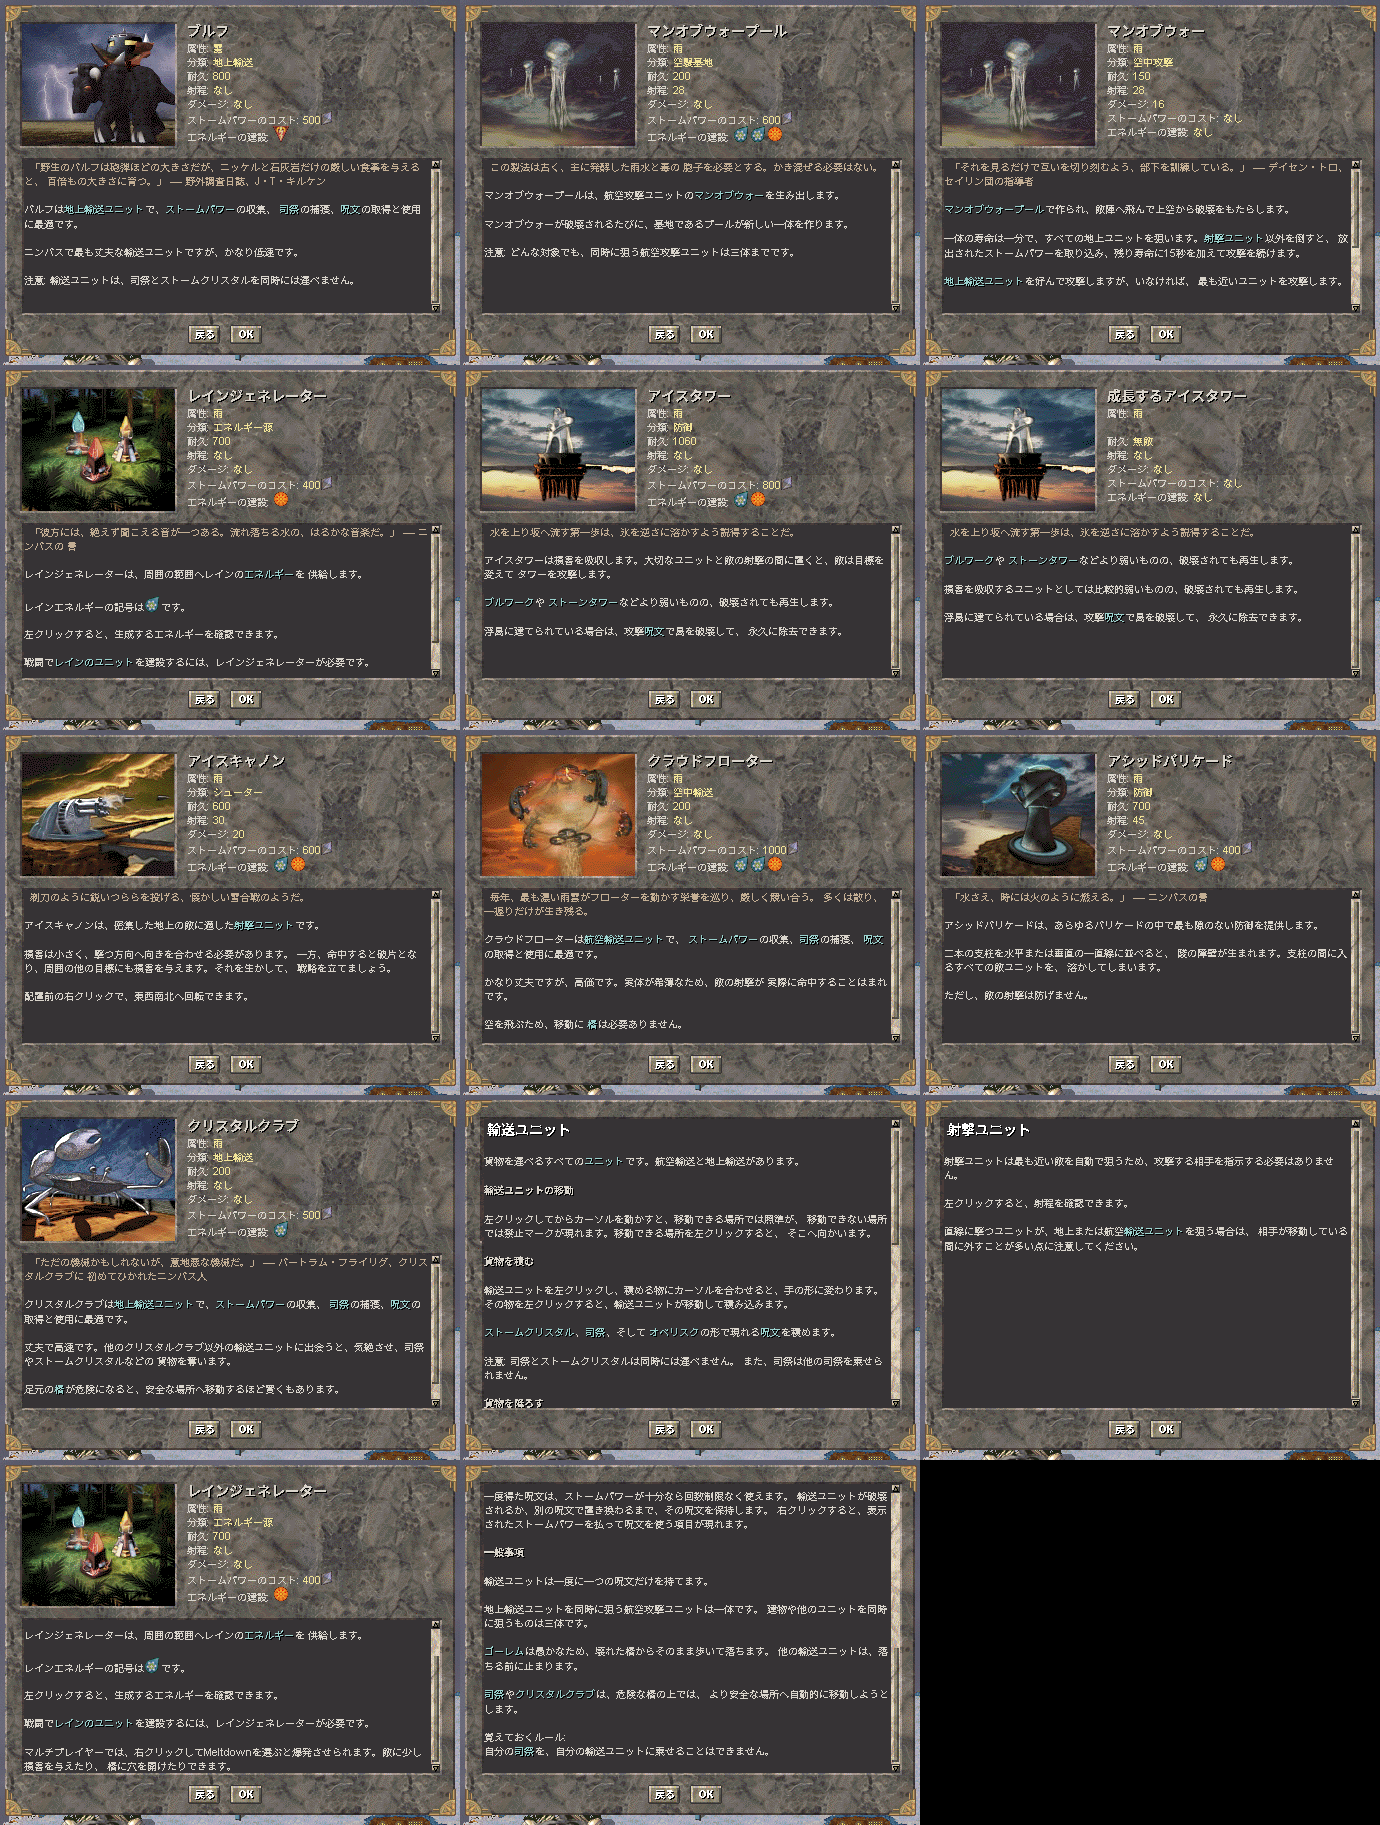 ブルフ
属性: 雷
分類: 地上輸送
耐久: 800
射程: なし
ダメージ: なし
ストームパワーのコスト: 500
エネルギーの建設:
「野生のバルフは砲弾ほどの大きさだが、ニッケルと石灰岩だけの厳しい食事を与える
と、 百倍もの大きさに育つ。」 — 野外調査日誌、J・T・キルケン
バルフは地上輸送ユニットで、ストームパワーの収集、 司祭の捕獲、呪文の取得と使用
に最適です。
ニンバスで最も丈夫な輸送ユニットですが、かなり低速です。
注意: 輸送ユニットは、司祭とストームクリスタルを同時には運べません。
戻る OK
マンオブウォープール
属性: 雨
分類: 空襲基地
耐久: 200
射程: 28
ダメージ: なし
ストームパワーのコスト: 600
エネルギーの建設:
この製法は古く、主に発酵した雨水と毒の 胞子を必要とする。かき混ぜる必要はない。
マンオブウォープールは、航空攻撃ユニットのマンオブウォーを生み出します。
マンオブウォーが破壊されるたびに、基地であるプールが新しい一体を作ります。
注意: どんな対象でも、同時に狙う航空攻撃ユニットは三体までです。
戻る OK
マンオブウォー
属性: 雨
分類: 空中攻撃
耐久: 150
射程: 28
ダメージ: 16
ストームパワーのコスト: なし
エネルギーの建設: なし
「それを見るだけで互いを切り刻むよう、部下を訓練している。」 — デイセン・トロ、
セイリン団の指導者
マンオブウォープールで作られ、敵陣へ飛んで上空から破壊をもたらします。
一体の寿命は一分で、すべての地上ユニットを狙います。射撃ユニット以外を倒すと、 放
出されたストームパワーを取り込み、残り寿命に15秒を加えて攻撃を続けます。
地上輸送ユニットを好んで攻撃しますが、いなければ、 最も近いユニットを攻撃します。
戻る OK
レインジェネレーター
属性: 雨
分類: エネルギー源
耐久: 700
射程: なし
ダメージ: なし
ストームパワーのコスト: 400
エネルギーの建設:
「彼方には、絶えず聞こえる音が一つある。流れ落ちる水の、はるかな音楽だ。」 — ニ
ンバスの書
レインジェネレーターは、周囲の範囲へレインのエネルギーを 供給します。
レインエネルギーの記号は です。
左クリックすると、生成するエネルギーを確認できます。
戦闘でレインのユニットを建設するには、レインジェネレーターが必要です。
戻る OK
アイスタワー
属性: 雨
分類: 防御
耐久: 1060
射程: なし
ダメージ: なし
ストームパワーのコスト: 800
エネルギーの建設:
水を上り坂へ流す第一歩は、氷を逆さに溶かすよう説得することだ。
アイスタワーは損害を吸収します。大切なユニットと敵の射撃の間に置くと、敵は目標を
変えて タワーを攻撃します。
ブルワークや ストーンタワーなどより弱いものの、破壊されても再生します。
浮島に建てられている場合は、攻撃呪文で島を破壊して、 永久に除去できます。
戻る OK
成長するアイスタワー
属性: 雨
耐久: 無敵
射程: なし
ダメージ: なし
ストームパワーのコスト: なし
エネルギーの建設: なし
水を上り坂へ流す第一歩は、氷を逆さに溶かすよう説得することだ。
ブルワークや ストーンタワーなどより弱いものの、破壊されても再生します。
損害を吸収するユニットとしては比較的弱いものの、破壊されても再生します。
浮島に建てられている場合は、攻撃呪文で島を破壊して、 永久に除去できます。
戻る OK
アイスキャノン
属性: 雨
分類: シューター
耐久: 600
射程: 30
ダメージ: 20
ストームパワーのコスト: 600
エネルギーの建設:
剃刀のように鋭いつららを投げる、懐かしい雪合戦のようだ。
アイスキャノンは、密集した地上の敵に適した射撃ユニットです。
損害は小さく、撃つ方向へ向きを合わせる必要があります。 一方、命中すると破片とな
り、周囲の他の目標にも損害を与えます。それを生かして、 戦略を立てましょう。
配置前の右クリックで、東西南北へ回転できます。
戻る OK
クラウドフローター
属性: 雨
分類: 空中輸送
耐久: 200
射程: なし
ダメージ: なし
ストームパワーのコスト: 1000
エネルギーの建設:
毎年、最も濃い雨雲がフローターを動かす栄誉を巡り、厳しく競い合う。 多くは散り、
一握りだけが生き残る。
クラウドフローターは航空輸送ユニットで、 ストームパワーの収集、司祭の捕獲、 呪文
の取得と使用に最適です。
かなり丈夫ですが、高価です。実体が希薄なため、敵の射撃が 実際に命中することはまれ
です。
空を飛ぶため、移動に 橋は必要ありません。
戻る OK
アシッドバリケード
属性: 雨
分類: 防御
耐久: 700
射程: 45
ダメージ: なし
ストームパワーのコスト: 400
エネルギーの建設:
「水さえ、時には火のように燃える。」 — ニンバスの書
アシッドバリケードは、あらゆるバリケードの中で最も隙のない防御を提供します。
二本の支柱を水平または垂直の一直線に並べると、 酸の障壁が生まれます。支柱の間に入
るすべての敵ユニットを、 溶かしてしまいます。
ただし、敵の射撃は防げません。
戻る OK
クリスタルクラブ
属性: 雨
分類: 地上輸送
耐久: 200
射程: なし
ダメージ: なし
ストームパワーのコスト: 500
エネルギーの建設:
「ただの機械かもしれないが、意地悪な機械だ。」 — バートラム・フライリグ、クリス
タルクラブに 初めてひかれたニンバス人
クリスタルクラブは地上輸送ユニットで、ストームパワーの収集、 司祭の捕獲、呪文の
取得と使用に最適です。
丈夫で高速です。他のクリスタルクラブ以外の輸送ユニットに出会うと、気絶させ、司祭
やストームクリスタルなどの 貨物を奪います。
足元の橋が危険になると、安全な場所へ移動するほど賢くもあります。
戻る OK
輸送ユニット
貨物を運べるすべてのユニットです。航空輸送と地上輸送があります。
輸送ユニットの移動
左クリックしてからカーソルを動かすと、移動できる場所では照準が、 移動できない場所
では禁止マークが現れます。移動できる場所を左クリックすると、 そこへ向かいます。
貨物を積む
輸送ユニットを左クリックし、積める物にカーソルを合わせると、手の形に変わります。
その物を左クリックすると、輸送ユニットが移動して積み込みます。
ストームクリスタル、司祭、そして オベリスクの形で現れる呪文を積めます。
注意: 司祭とストームクリスタルは同時には運べません。 また、司祭は他の司祭を乗せら
れません。
貨物を降ろす
戻る OK
射撃ユニット
射撃ユニットは最も近い敵を自動で狙うため、攻撃する相手を指示する必要はありませ
ん。
左クリックすると、射程を確認できます。
直線に撃つユニットが、地上または航空輸送ユニットを狙う場合は、 相手が移動している
間に外すことが多い点に注意してください。
戻る OK
レインジェネレーター
属性: 雨
分類: エネルギー源
耐久: 700
射程: なし
ダメージ: なし
ストームパワーのコスト: 400
エネルギーの建設:
レインジェネレーターは、周囲の範囲へレインのエネルギーを 供給します。
レインエネルギーの記号は です。
左クリックすると、生成するエネルギーを確認できます。
戦闘でレインのユニットを建設するには、レインジェネレーターが必要です。
マルチプレイヤーでは、右クリックしてMeltdownを選ぶと爆発させられます。敵に少し
損害を与えたり、 橋に穴を開けたりできます。
戻る OK
一度得た呪文は、ストームパワーが十分なら回数制限なく使えます。 輸送ユニットが破壊
されるか、別の呪文で置き換わるまで、その呪文を保持します。 右クリックすると、表示
されたストームパワーを払って呪文を使う項目が現れます。
一般事項
輸送ユニットは一度に一つの呪文だけを持てます。
地上輸送ユニットを同時に狙う航空攻撃ユニットは一体です。 建物や他のユニットを同時
に狙うものは三体です。
ゴーレムは愚かなため、壊れた橋からそのまま歩いて落ちます。 他の輸送ユニットは、落
ちる前に止まります。
司祭やクリスタルクラブは、危険な橋の上では、 より安全な場所へ自動的に移動しようと
します。
覚えておくルール:
自分の司祭を、自分の輸送ユニットに乗せることはできません。
戻る OK